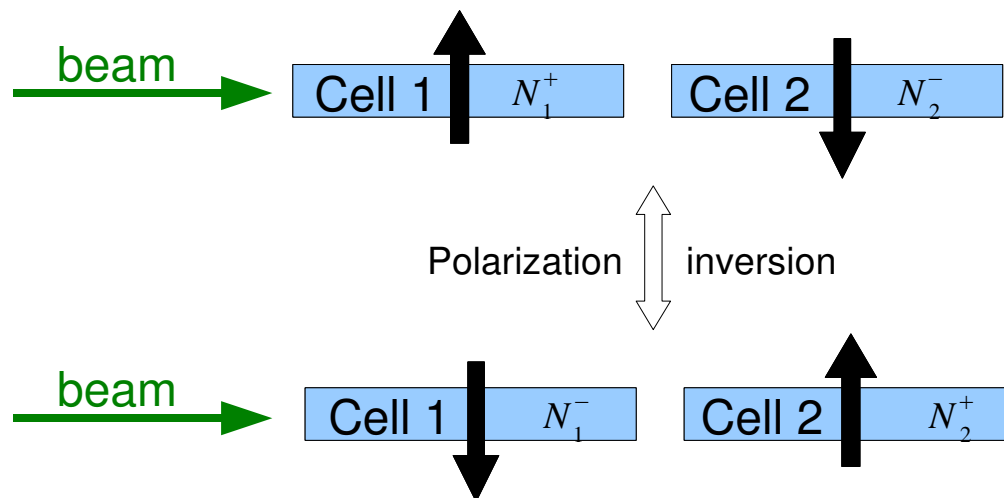 beam
Cell 1 N₁⁺ Cell 2 N₂⁻
Polarization inversion
beam
Cell 1 N₁⁻ Cell 2 N₂⁺